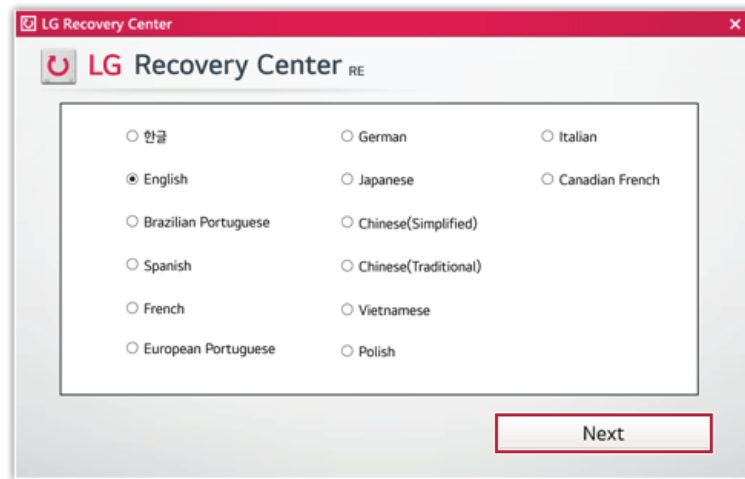 LG Recovery Center
LG Recovery Center RE
한글
English
Brazilian Portuguese
Spanish
French
European Portuguese
German
Japanese
Chinese(Simplified)
Chinese(Traditional)
Vietnamese
Polish
Italian
Canadian French
Next